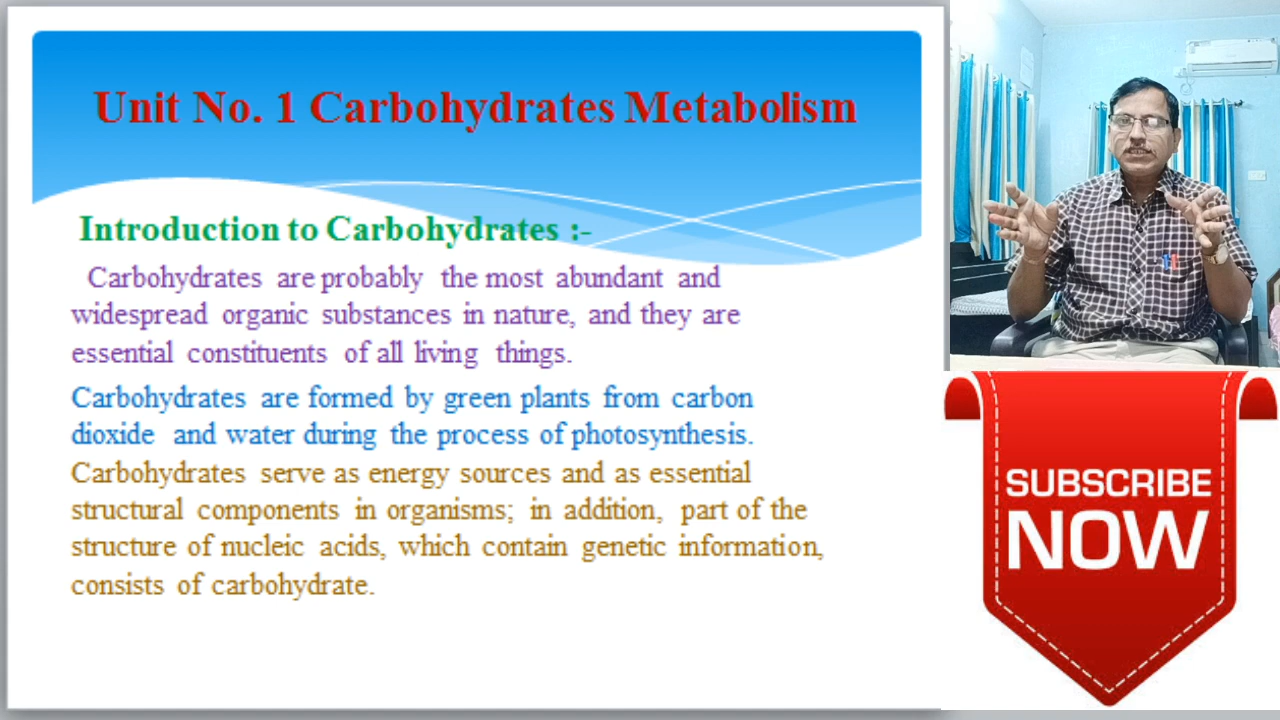 Unit No. 1 Carbohydrates Metabolism
Introduction to Carbohydrates :-
Carbohydrates are probably the most abundant and
widespread organic substances in nature, and they are
essential constituents of all living things.
Carbohydrates are formed by green plants from carbon
dioxide and water during the process of photosynthesis.
Carbohydrates serve as energy sources and as essential
structural components in organisms; in addition, part of the
structure of nucleic acids, which contain genetic information,
consists of carbohydrate.
SUBSCRIBE
NOW